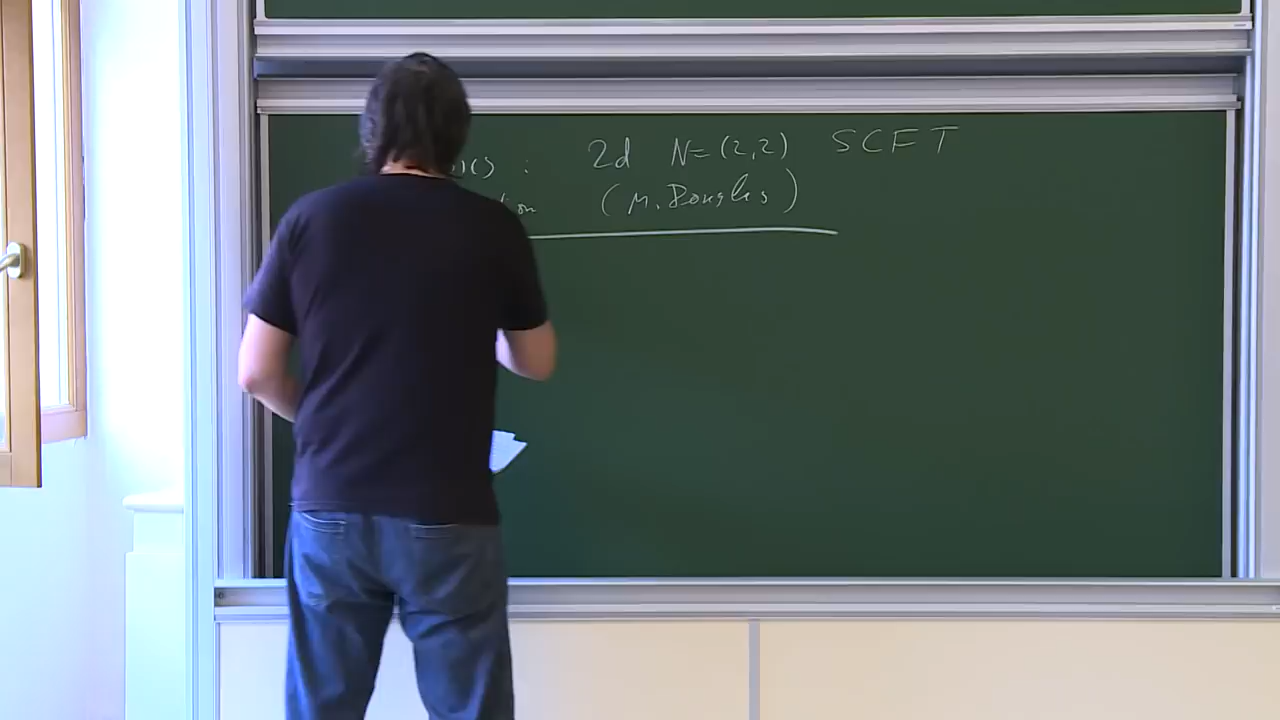 : 2d N=(2,2) SCFT
(M. Douglas)